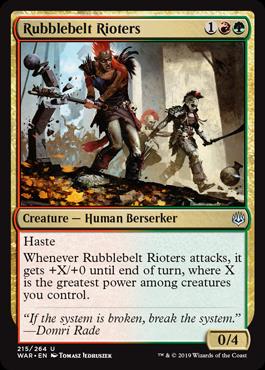 Rubblebelt Rioters 1
Creature — Human Berserker
Haste
Whenever Rubblebelt Rioters attacks, it
gets +X/+0 until end of turn, where X
is the greatest power among creatures
you control.
“If the system is broken, break the system.”
—Domri Rade
0/4
215/264 U
WAR • EN Tomasz Jedruszek
™ & © 2019 Wizards of the Coast